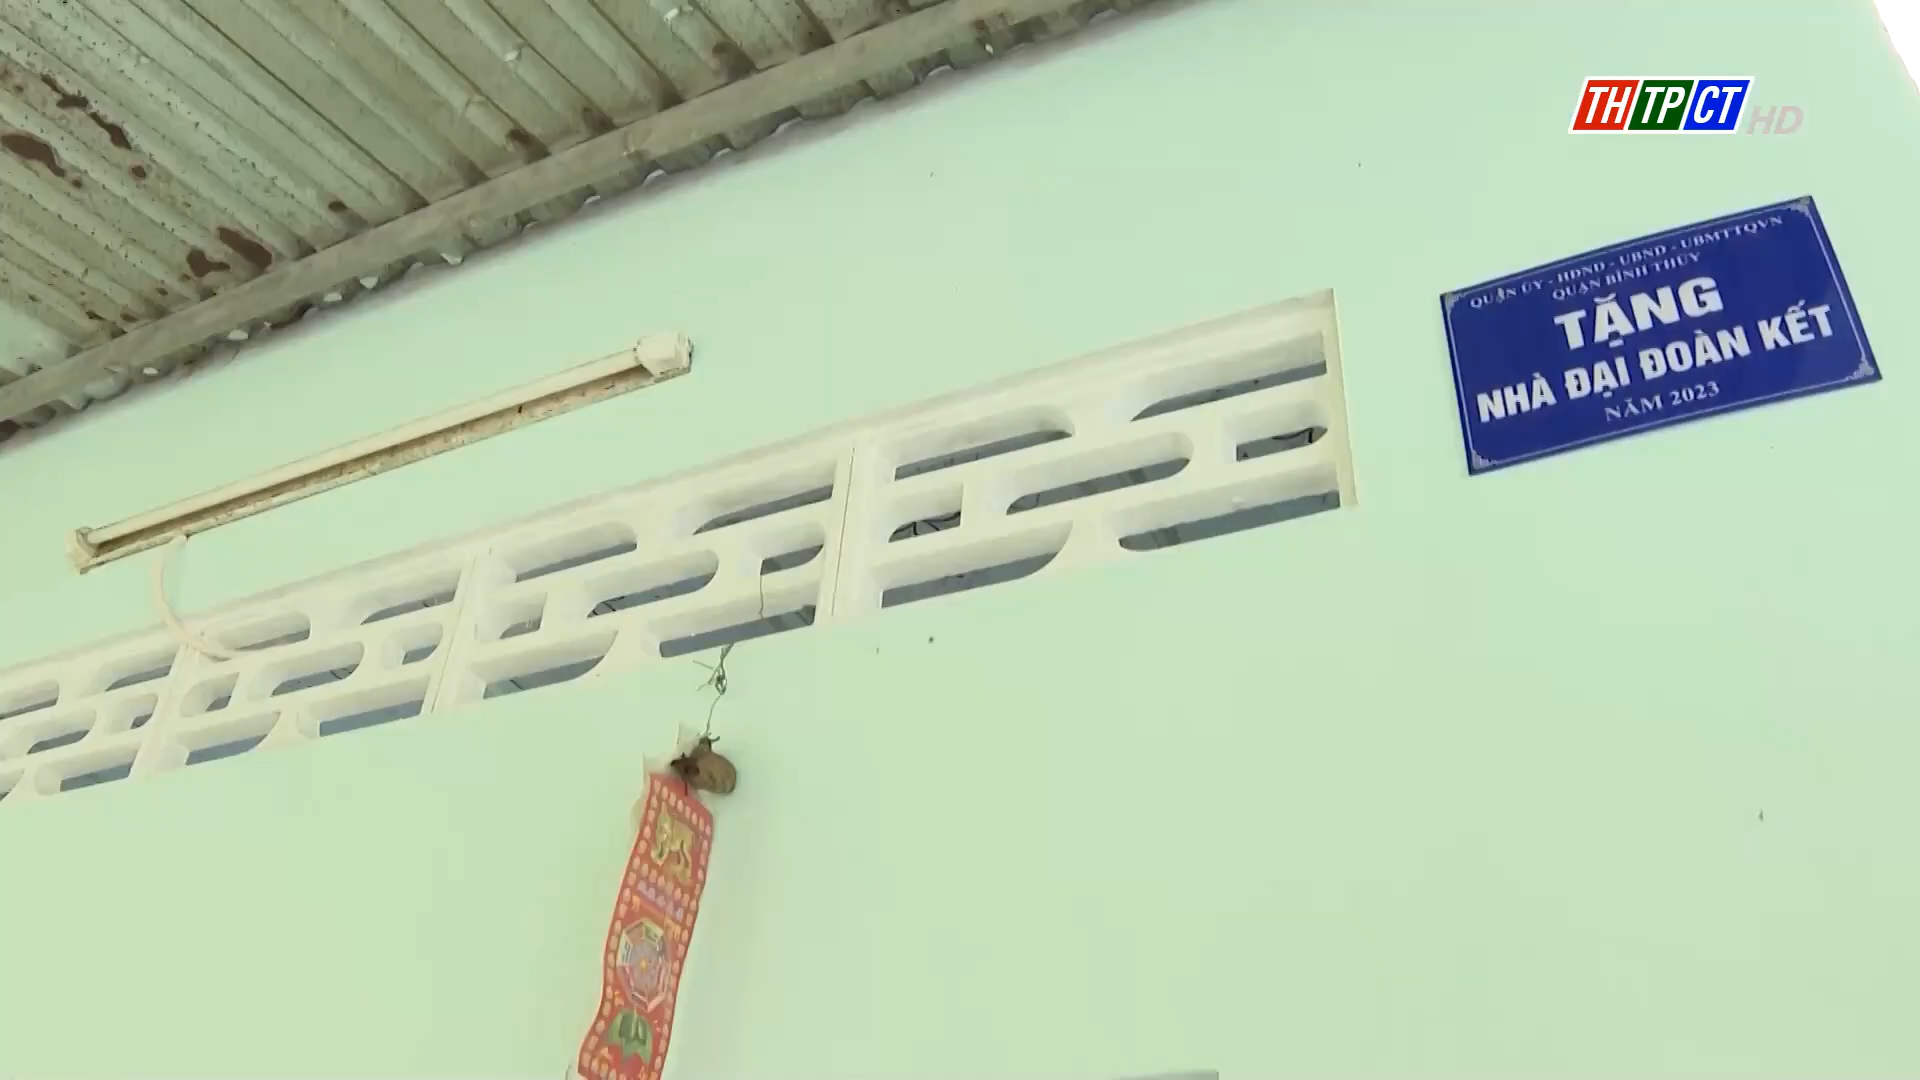 THTPCT HD
QUẬN ỦY - HĐND - UBND - UBMTTQVN
QUẬN BÌNH THỦY
TẶNG
NHÀ ĐẠI ĐOÀN KẾT
NĂM 2023